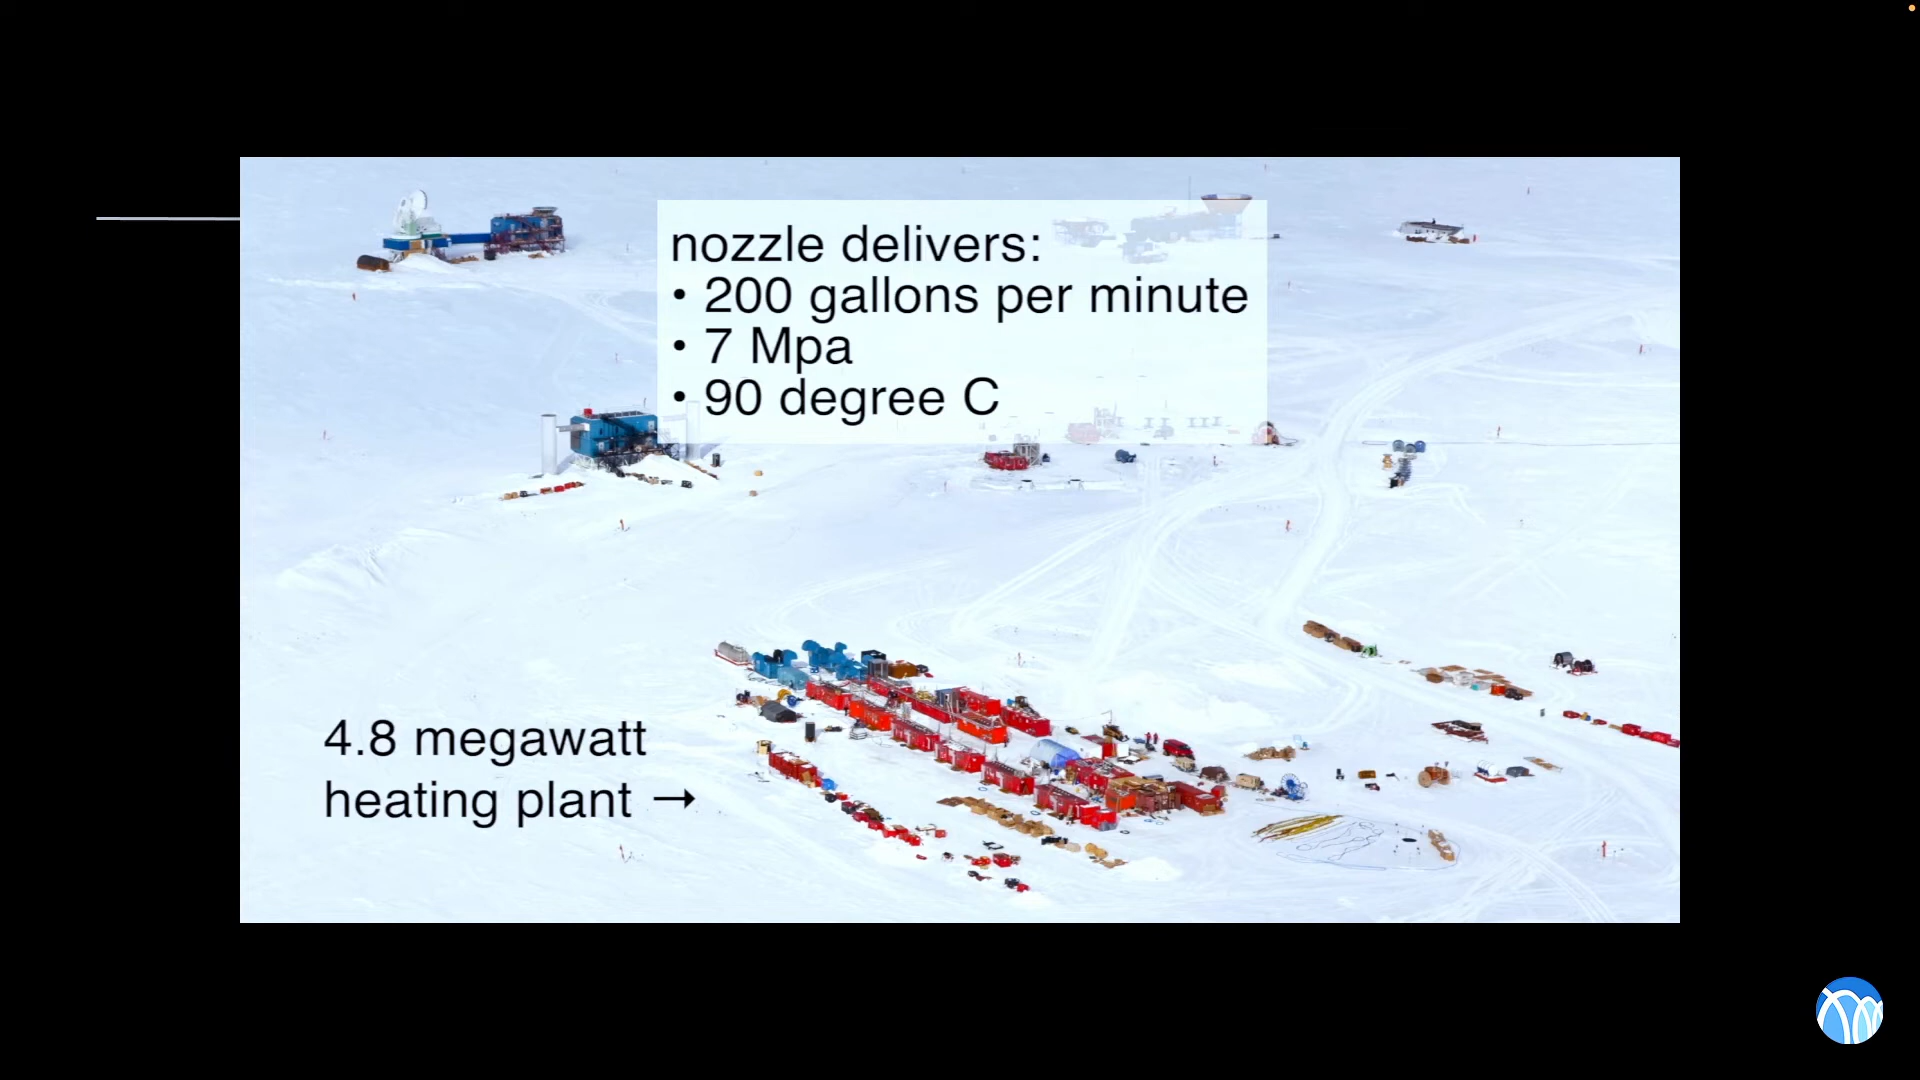 nozzle delivers:
• 200 gallons per minute
• 7 Mpa
• 90 degree C
4.8 megawatt
heating plant →